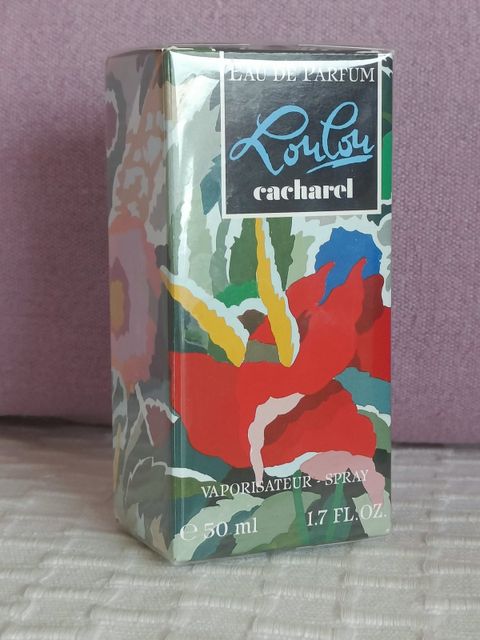 EAU DE PARFUM
Loulou
cacharel
VAPORISATEUR - SPRAY
℮ 50 ml 1.7 FL.OZ.